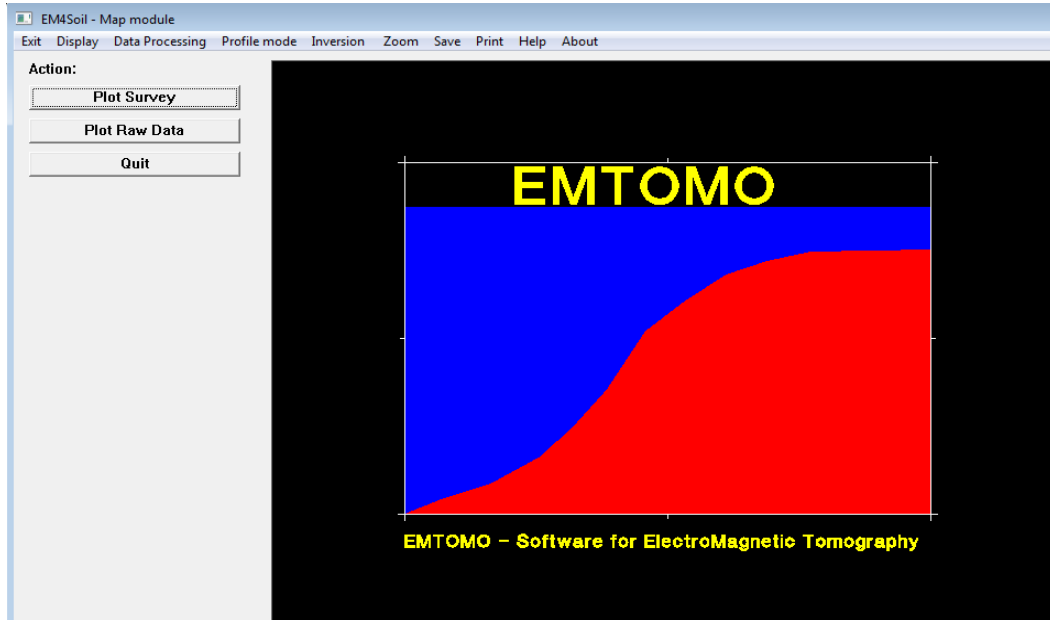 EM4Soil - Map module
Exit Display Data Processing Profile mode Inversion Zoom Save Print Help About
Action:
Plot Survey
Plot Raw Data
Quit
EMTOMO
EMTOMO - Software for ElectroMagnetic Tomography